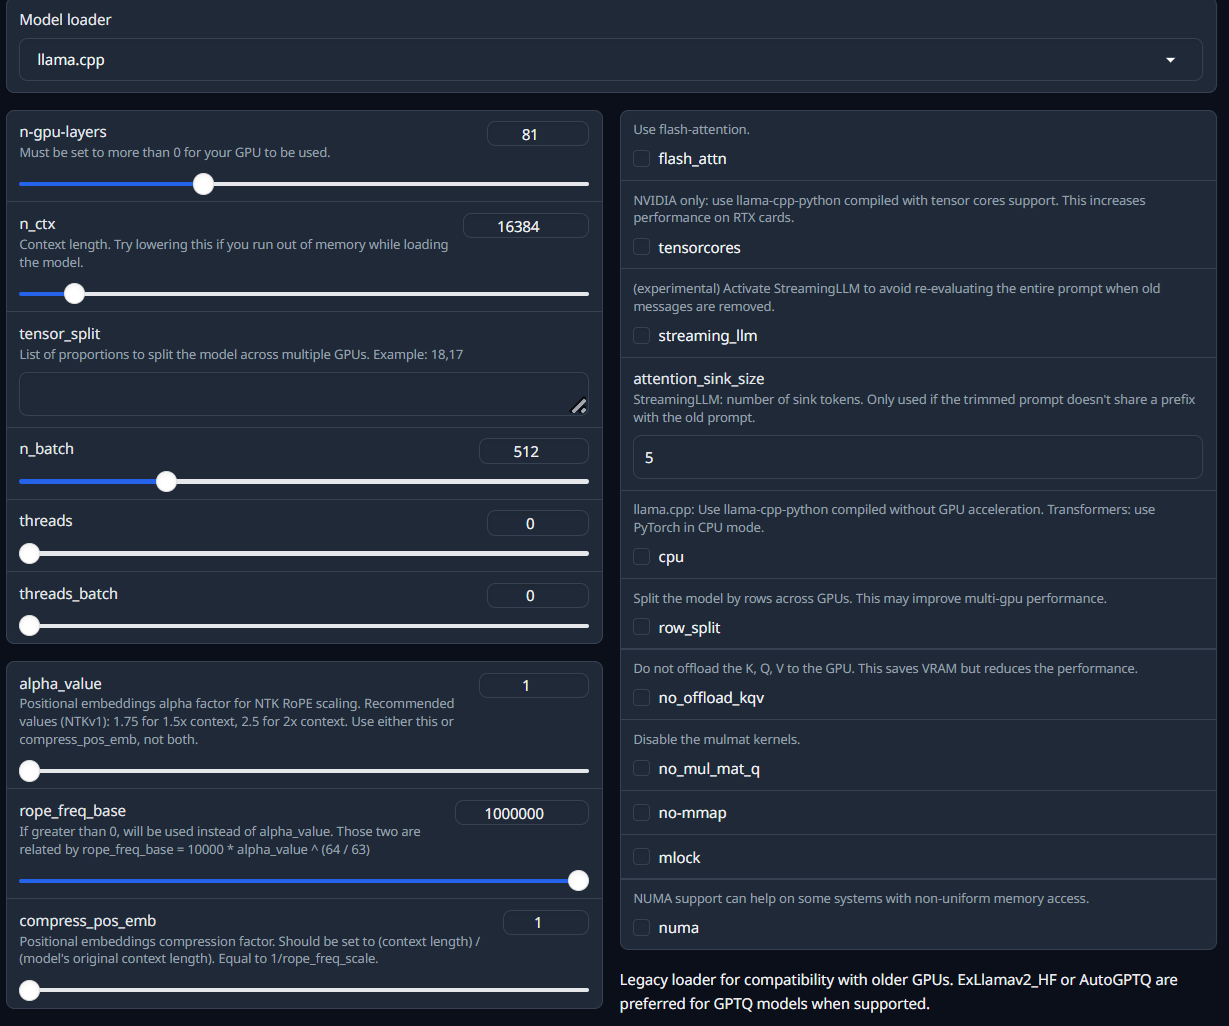 Model loader
llama.cpp
n-gpu-layers
81
Must be set to more than 0 for your GPU to be used.
n_ctx
16384
Context length. Try lowering this if you run out of memory while loading
the model.
tensor_split
List of proportions to split the model across multiple GPUs. Example: 18,17
n_batch
512
threads
0
threads_batch
0
alpha_value
1
Positional embeddings alpha factor for NTK RoPE scaling. Recommended
values (NTKv1): 1.75 for 1.5x context, 2.5 for 2x context. Use either this or
compress_pos_emb, not both.
rope_freq_base
1000000
If greater than 0, will be used instead of alpha_value. Those two are
related by rope_freq_base = 10000 * alpha_value ^ (64 / 63)
compress_pos_emb
1
Positional embeddings compression factor. Should be set to (context length) /
(model's original context length). Equal to 1/rope_freq_scale.
Use flash-attention.
flash_attn
NVIDIA only: use llama-cpp-python compiled with tensor cores support. This increases
performance on RTX cards.
tensorcores
(experimental) Activate StreamingLLM to avoid re-evaluating the entire prompt when old
messages are removed.
streaming_llm
attention_sink_size
StreamingLLM: number of sink tokens. Only used if the trimmed prompt doesn't share a prefix
with the old prompt.
5
llama.cpp: Use llama-cpp-python compiled without GPU acceleration. Transformers: use
PyTorch in CPU mode.
cpu
Split the model by rows across GPUs. This may improve multi-gpu performance.
row_split
Do not offload the K, Q, V to the GPU. This saves VRAM but reduces the performance.
no_offload_kqv
Disable the mulmat kernels.
no_mul_mat_q
no-mmap
mlock
NUMA support can help on some systems with non-uniform memory access.
numa
Legacy loader for compatibility with older GPUs. ExLlamav2_HF or AutoGPTQ are
preferred for GPTQ models when supported.